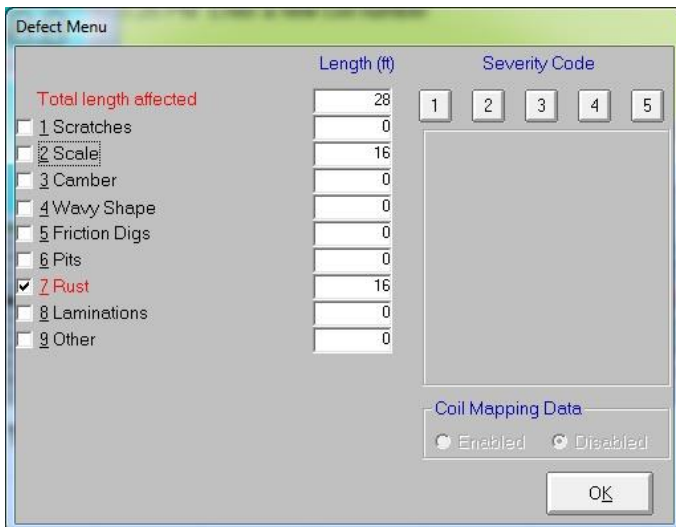 Defect Menu
Length (ft) Severity Code
Total length affected 28 1 2 3 4 5
1 Scratches 0
2 Scale 16
3 Camber 0
4 Wavy Shape 0
5 Friction Digs 0
6 Pits 0
7 Rust 16
8 Laminations 0
9 Other 0
Coil Mapping Data
Enabled Disabled
OK